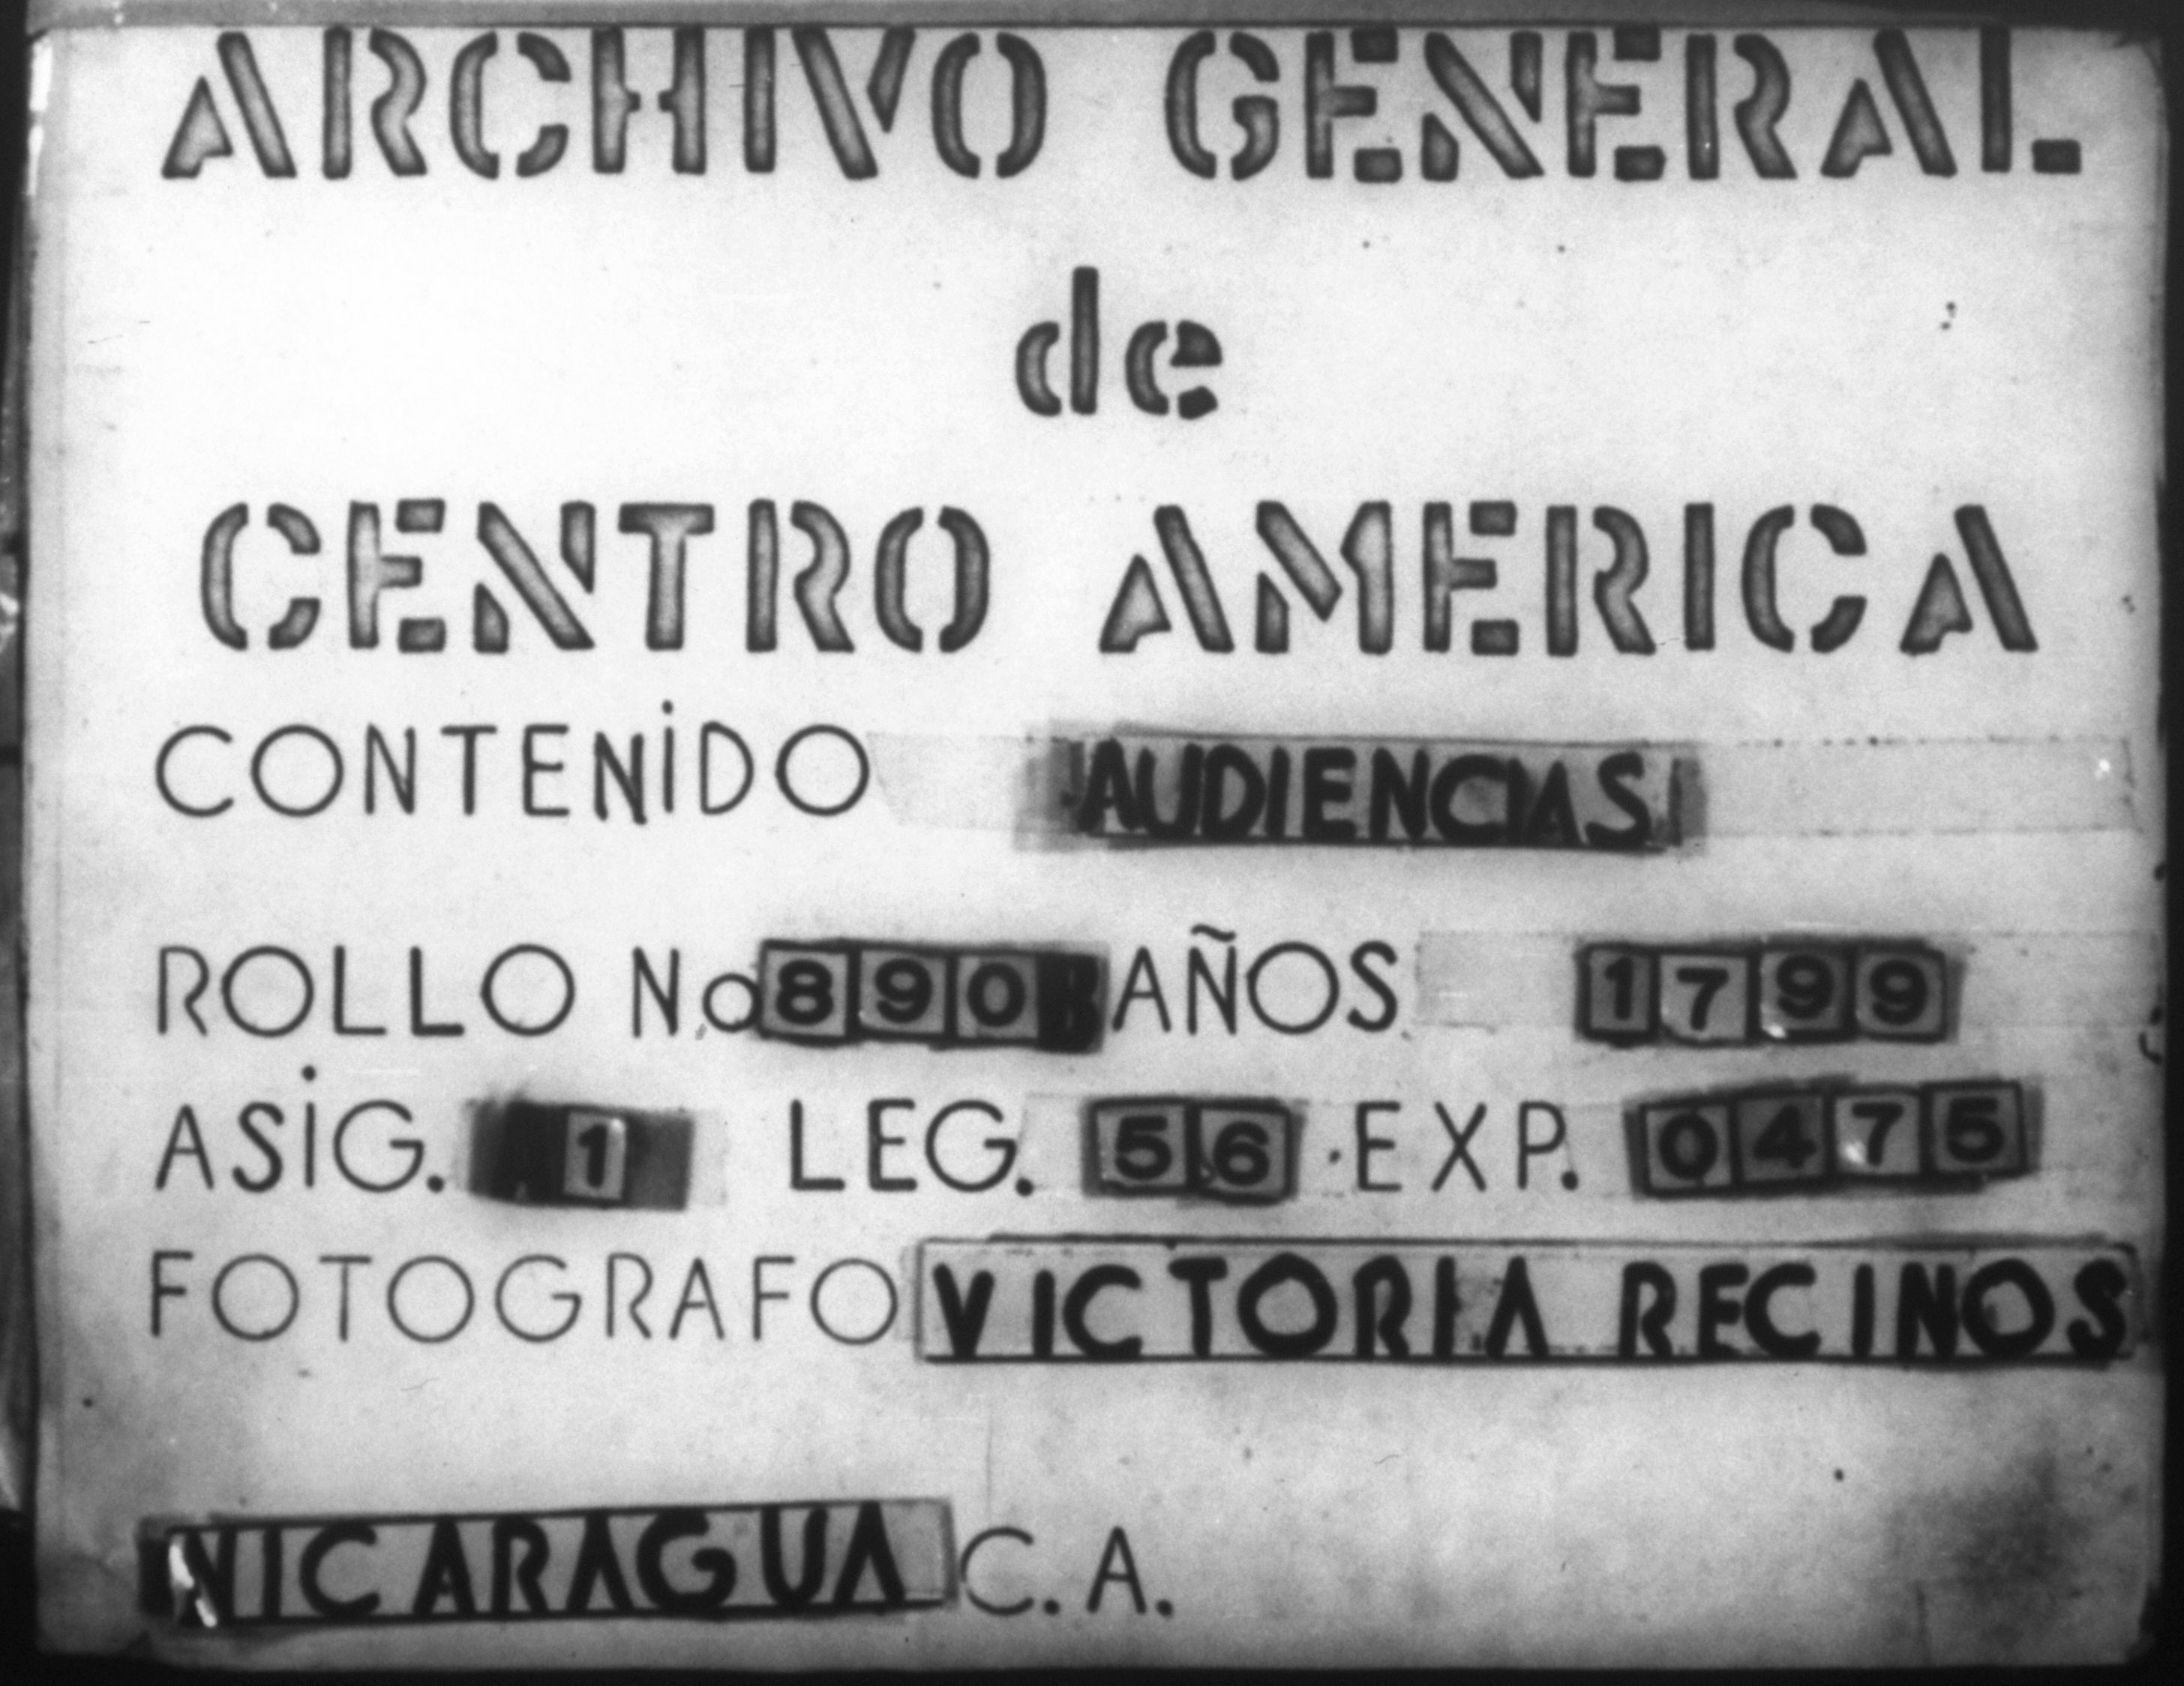 ARCHIVO GENERAL
de
CENTRO AMERICA
CONTENIDO AUDIENCIAS
ROLLO No 890 AÑOS 1799
ASIG. 1 LEG. 56 EXP. 0475
FOTOGRAFO VICTORIA RECINOS
NICARAGUA C.A.